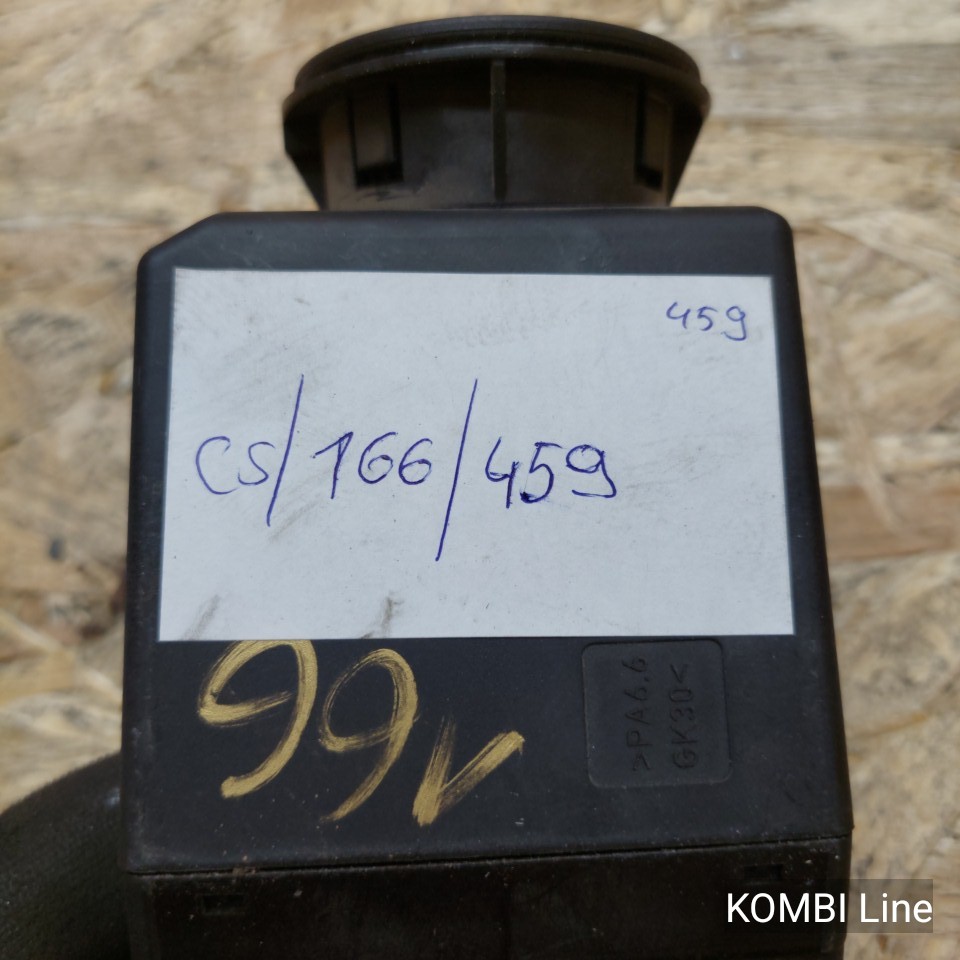 459
CS/166/459
99v
>PA6.6
GK30<
KOMBI Line